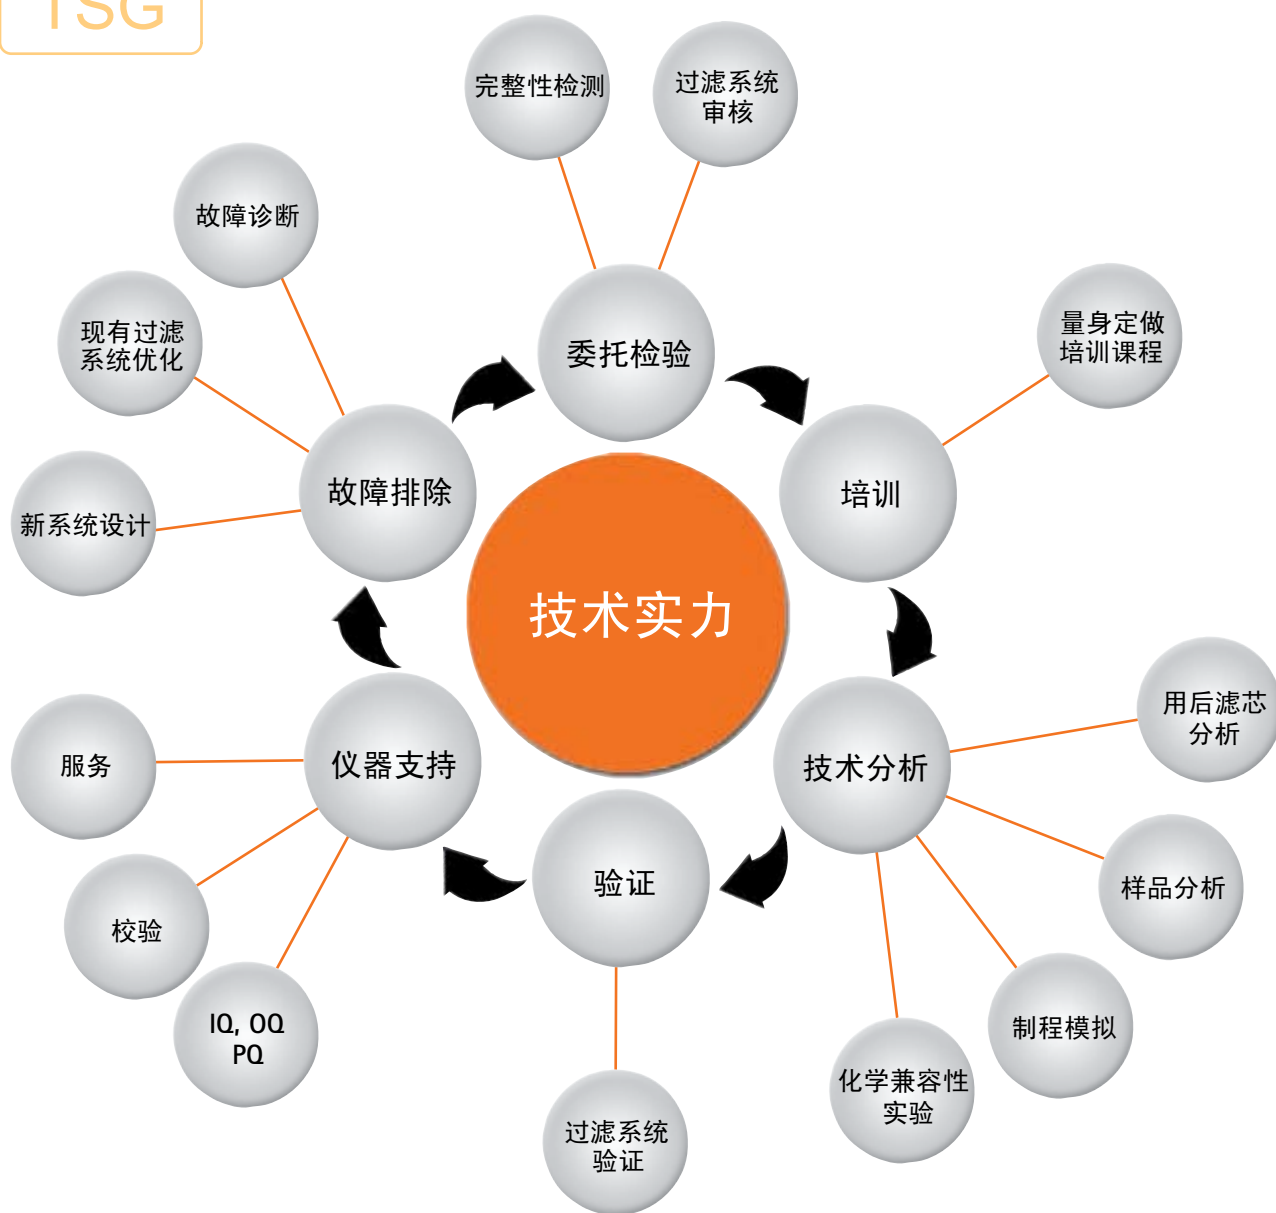 TSG
完整性检测
过滤系统
审核
故障诊断
现有过滤
系统优化
新系统设计
委托检验
量身定做
培训课程
故障排除
培训
技术实力
用后滤芯
分析
服务
仪器支持
技术分析
样品分析
校验
验证
IQ, OQ
PQ
制程模拟
化学兼容性
实验
过滤系统
验证